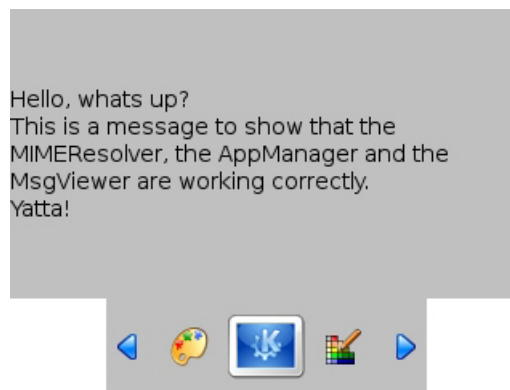 Hello, whats up?
This is a message to show that the
MIMEResolver, the AppManager and the
MsgViewer are working correctly.
Yatta!